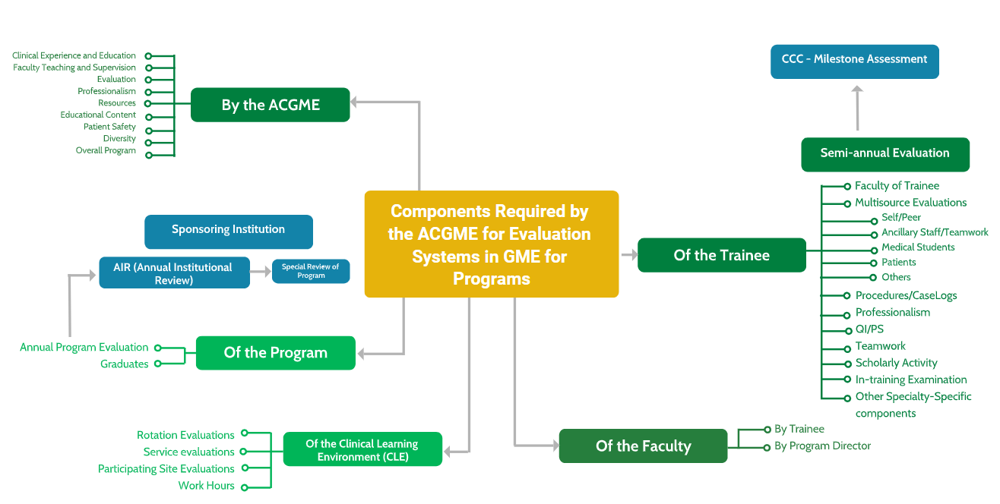 Clinical Experience and Education
Faculty Teaching and Supervision
Evaluation
Professionalism
Resources
Educational Content
Patient Safety
Diversity
Overall Program
By the ACGME
CCC - Milestone Assessment
Semi-annual Evaluation
Components Required by
the ACGME for Evaluation
Systems in GME for
Programs
Of the Trainee
Faculty of Trainee
Multisource Evaluations
Self/Peer
Ancillary Staff/Teamwork
Medical Students
Patients
Others
Procedures/CaseLogs
Professionalism
QI/PS
Teamwork
Scholarly Activity
In-training Examination
Other Specialty-Specific
components
Sponsoring Institution
AIR (Annual Institutional
Review)
Special Review of
Program
Annual Program Evaluation
Graduates
Of the Program
Rotation Evaluations
Service evaluations
Participating Site Evaluations
Work Hours
Of the Clinical Learning
Environment (CLE)
Of the Faculty
By Trainee
By Program Director